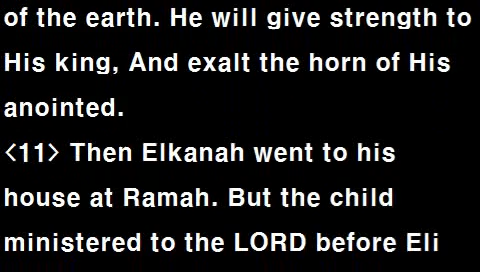 of the earth. He will give strength to
His king, And exalt the horn of His
anointed.
<11> Then Elkanah went to his
house at Ramah. But the child
ministered to the LORD before Eli